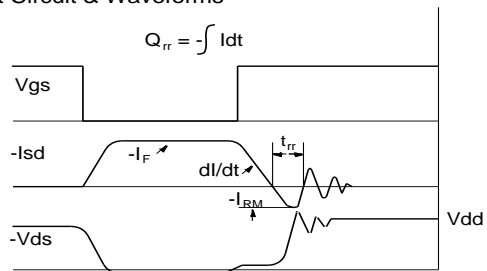 t Circuit & Waveforms
Qrr = -∫ Idt
Vgs
-Isd
-IF
dI/dt
trr
-IRM
Vdd
-Vds